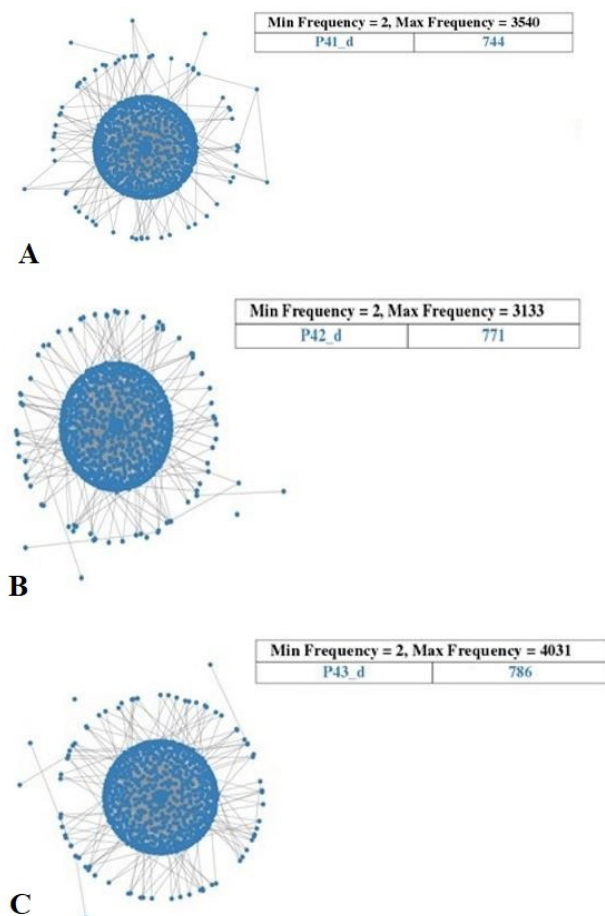 Min Frequency = 2, Max Frequency = 3540
P41_d 744
A
Min Frequency = 2, Max Frequency = 3133
P42_d 771
B
Min Frequency = 2, Max Frequency = 4031
P43_d 786
C